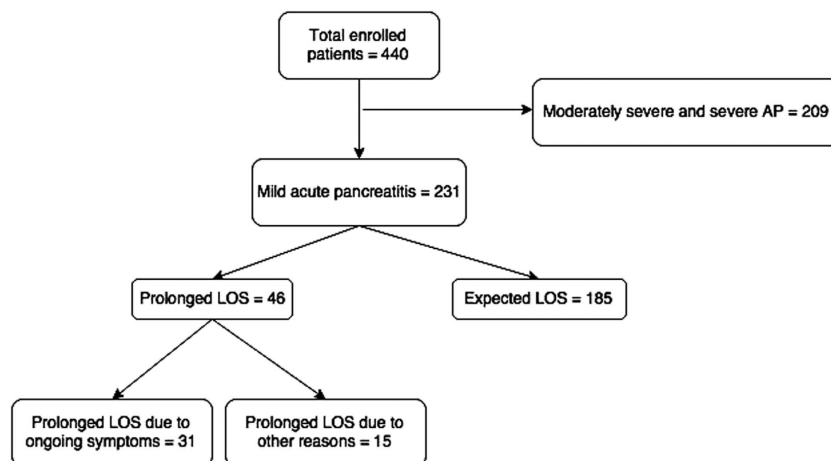 Total enrolled
patients = 440
Moderately severe and severe AP = 209
Mild acute pancreatitis = 231
Prolonged LOS = 46
Expected LOS = 185
Prolonged LOS due to
ongoing symptoms = 31
Prolonged LOS due to
other reasons = 15